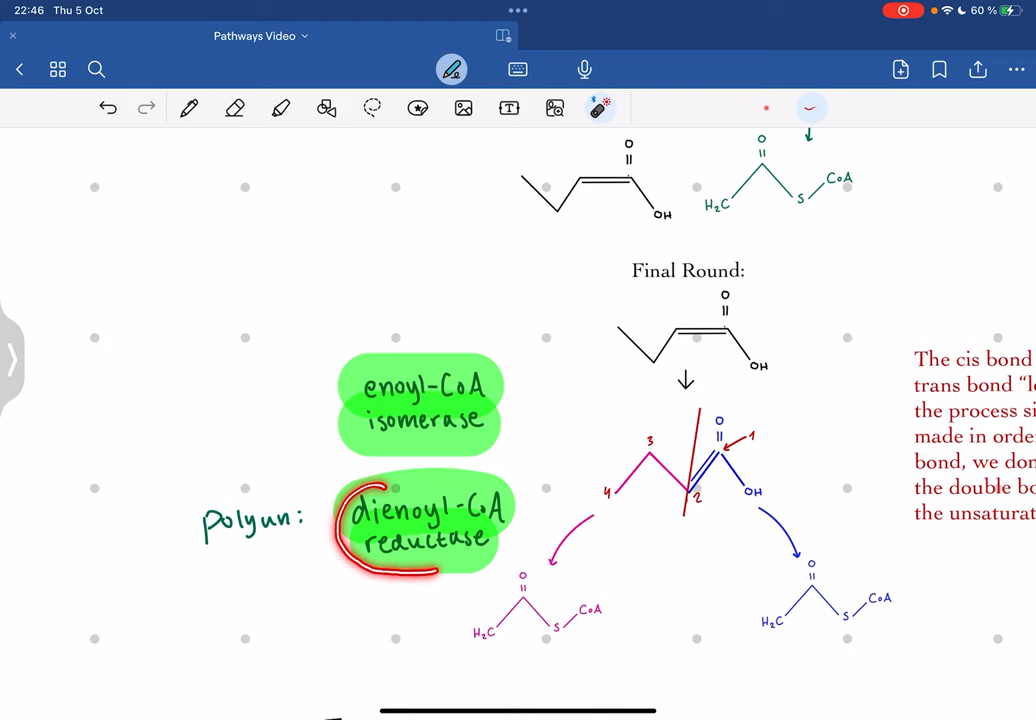 22:46 Thu 5 Oct
60 %
Pathways Video
O
OH
O
H₂C
S
CoA
Final Round:
O
OH
The cis bond
trans bond “l
the process si
made in orde
bond, we don
the double bo
the unsaturat
enoyl-CoA
isomerase
O
1
3
4
2
OH
Polyun:
dienoyl-CoA
reductase
O
H₂C
S
CoA
O
H₂C
S
CoA